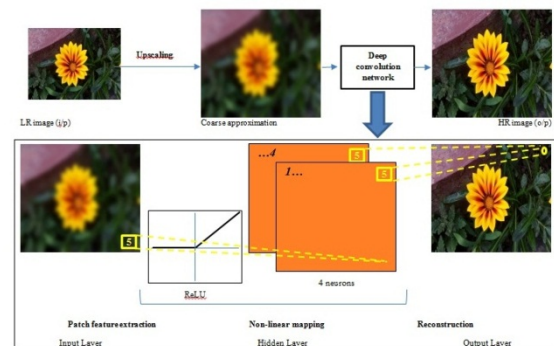 Upscaling
Deep
convolution
network
LR image (i/p)
Coarse approximation
HR image (o/p)
...4
5
1...
5
5
4 neurons
ReLU
Patch feature extraction
Non-linear mapping
Reconstruction
Input Layer
Hidden Layer
Output Layer